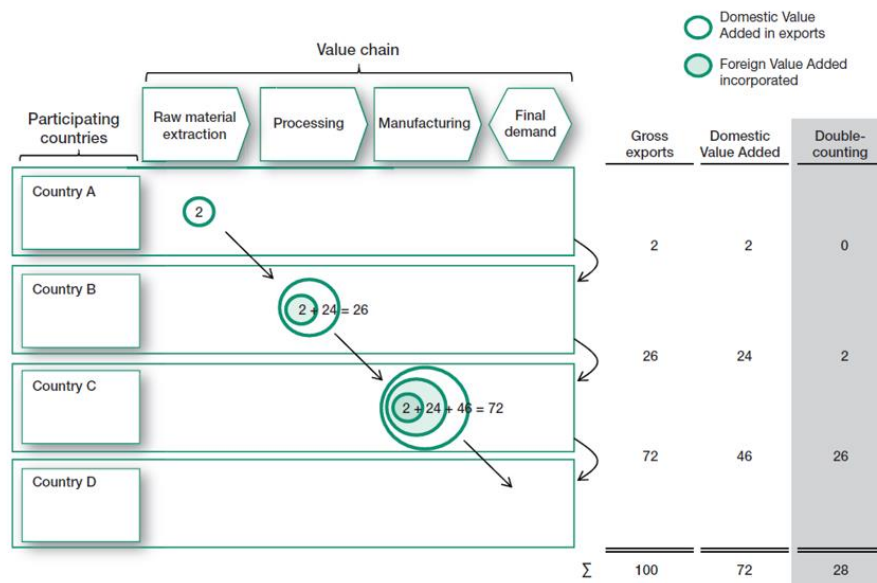 Domestic Value
Added in exports
Foreign Value Added
incorporated
Value chain
Participating
countries
Raw material
extraction
Processing
Manufacturing
Final
demand
Gross
exports
Domestic
Value Added
Double-
counting
Country A
2
2 2 0
Country B
2 + 24 = 26
26 24 2
Country C
2 + 24 + 46 = 72
72 46 26
Country D
Σ 100 72 28